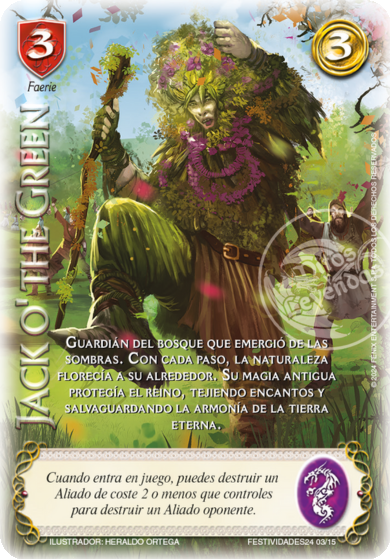 3
3
Faerie
JACK O' THE GREEN
GUARDIÁN DEL BOSQUE QUE EMERGIÓ DE LAS
SOMBRAS. CON CADA PASO, LA NATURALEZA
FLORECÍA A SU ALREDEDOR. SU MAGIA ANTIGUA
PROTEGÍA EL REINO, TEJIENDO ENCANTOS Y
SALVAGUARDANDO LA ARMONÍA DE LA TIERRA
ETERNA.
Cuando entra en juego, puedes destruir un
Aliado de coste 2 o menos que controles
para destruir un Aliado oponente.
ILUSTRADOR: HERALDO ORTEGA
FESTIVIDADES24 03/15